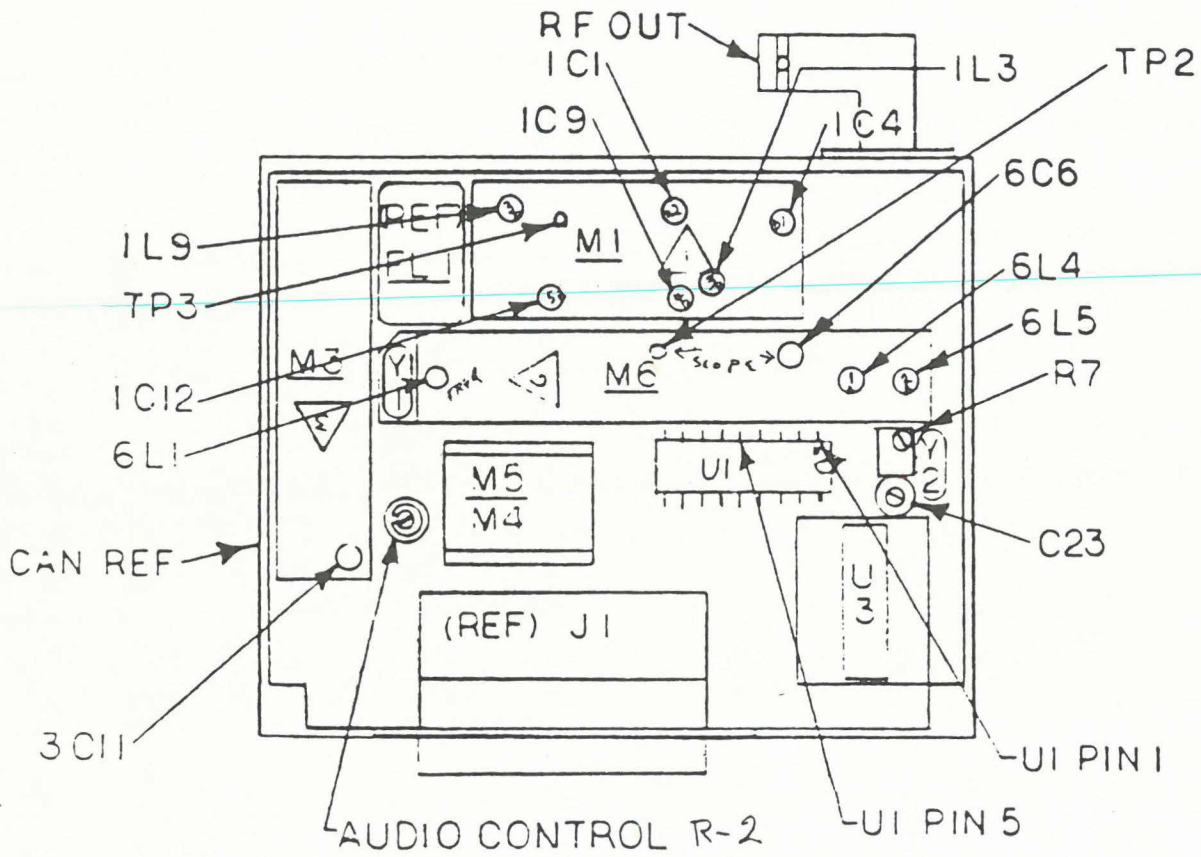 RF OUT
1C1
1L3
TP2
1C9
1C4
6C6
1L9
REF
FL1
M1
TP3
6L4
M3
Y1
M6
←SCOPE→
6L5
1C12
R7
6L1
U1
Y2
M5
M4
CAN REF
C23
U3
(REF) J1
3C11
U1 PIN 1
AUDIO CONTROL R-2
U1 PIN 5